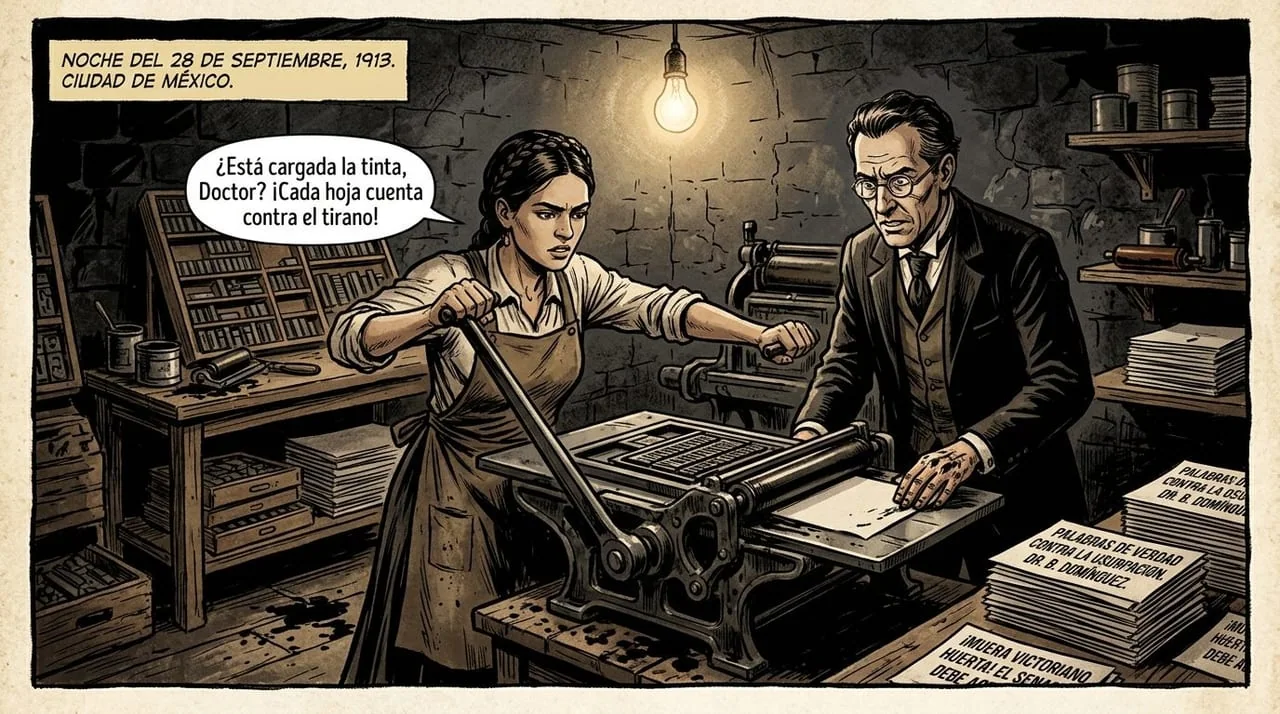 NOCHE DEL 28 DE SEPTIEMBRE, 1913.
CIUDAD DE MÉXICO.
¿Está cargada la tinta,
Doctor? ¡Cada hoja cuenta
contra el tirano!
PALABRAS D
CONTRA LA
DR. B. DOMÍNGU
PALABRAS DE VERDAD
CONTRA LA USURPACIÓN.
DR. B. DOMÍNGUEZ.
¡MUERA VICTORIANO
HUERTA! EL SENA
DEBE
¡MU
HUERT
DEBE A